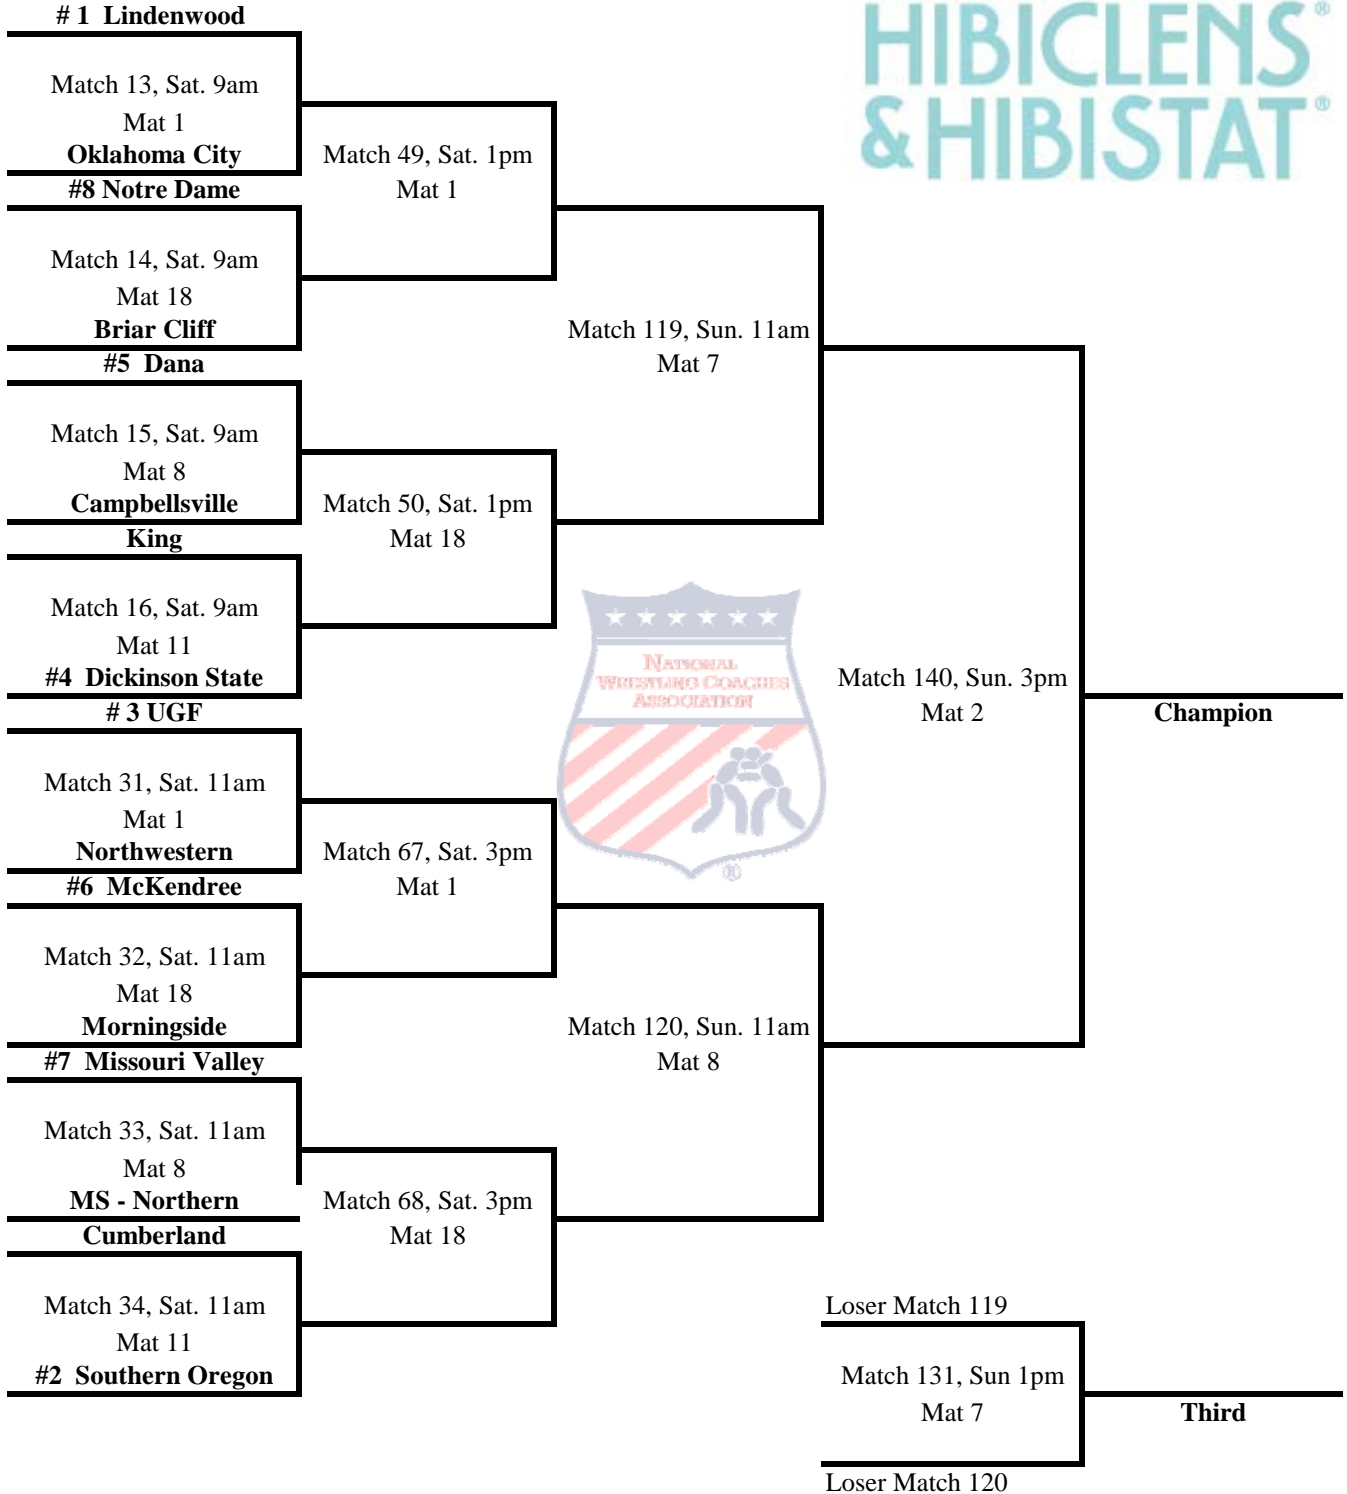 # 1  Lindenwood
HIBICLENS®
& HIBISTAT®
Match 13, Sat. 9am
Mat 1
Oklahoma City
#8 Notre Dame
Match 49, Sat. 1pm
Mat 1
Match 14, Sat. 9am
Mat 18
Briar Cliff
#5  Dana
Match 119, Sun. 11am
Mat 7
Match 15, Sat. 9am
Mat 8
Campbellsville
King
Match 50, Sat. 1pm
Mat 18
Match 16, Sat. 9am
Mat 11
#4  Dickinson State
# 3 UGF
NATIONAL
WRESTLING COACHES
ASSOCIATION
®
Match 140, Sun. 3pm
Mat 2
Champion
Match 31, Sat. 11am
Mat 1
Northwestern
#6  McKendree
Match 67, Sat. 3pm
Mat 1
Match 32, Sat. 11am
Mat 18
Morningside
#7  Missouri Valley
Match 120, Sun. 11am
Mat 8
Match 33, Sat. 11am
Mat 8
MS - Northern
Cumberland
Match 68, Sat. 3pm
Mat 18
Match 34, Sat. 11am
Mat 11
#2  Southern Oregon
Loser Match 119
Match 131, Sun 1pm
Mat 7
Third
Loser Match 120